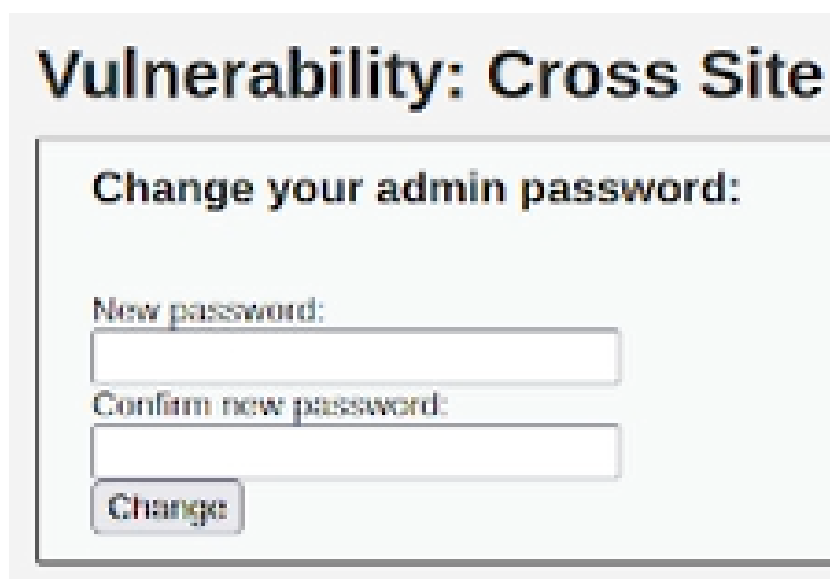 Vulnerability: Cross Site
Change your admin password:
New password:
Confirm new password:
Change